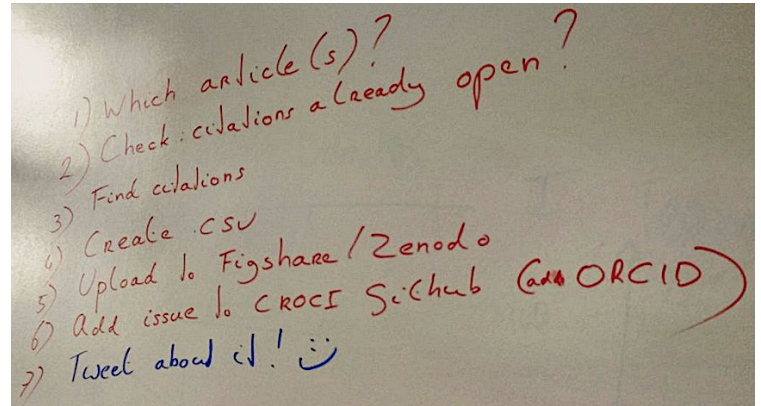 1) Which article(s)?
2) Check: citations already open?
3) Find citations
4) Create .CSV
5) Upload to Figshare/Zenodo
6) Add issue to CROCI GitHub (add ORCID)
7) Tweet about it! :)